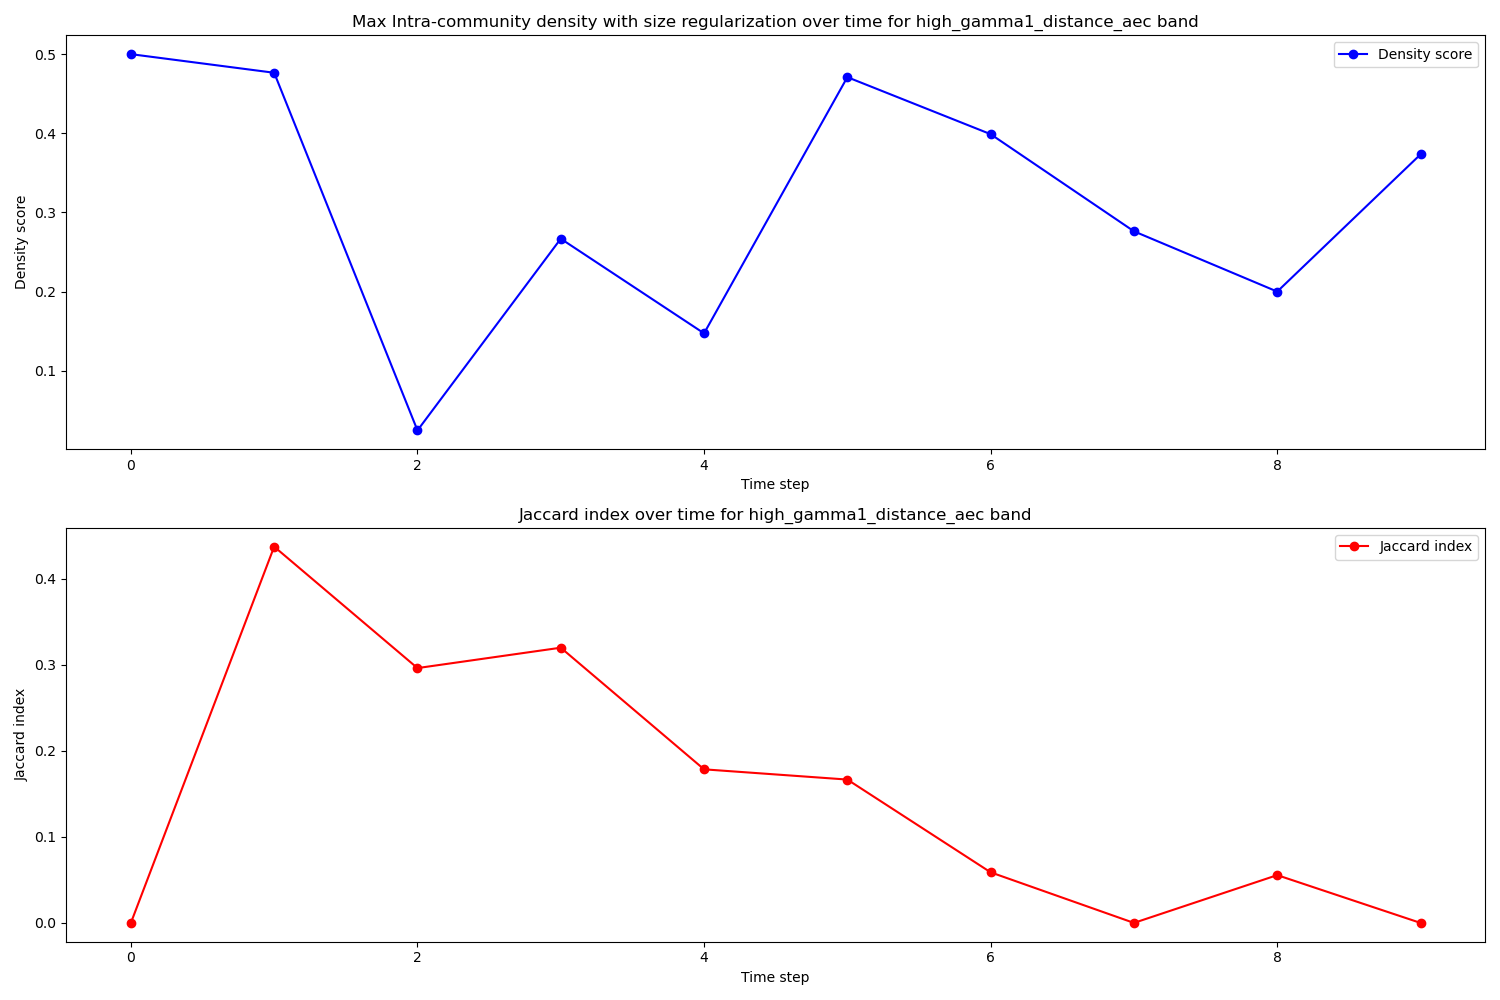 Max Intra-community density with size regularization over time for high_gamma1_distance_aec band
Density score
0.5
0.4
0.3
0.2
0.1
Density score
0 2 4 6 8
Time step
Jaccard index over time for high_gamma1_distance_aec band
Jaccard index
0.4
0.3
0.2
0.1
0.0
Jaccard index
0 2 4 6 8
Time step